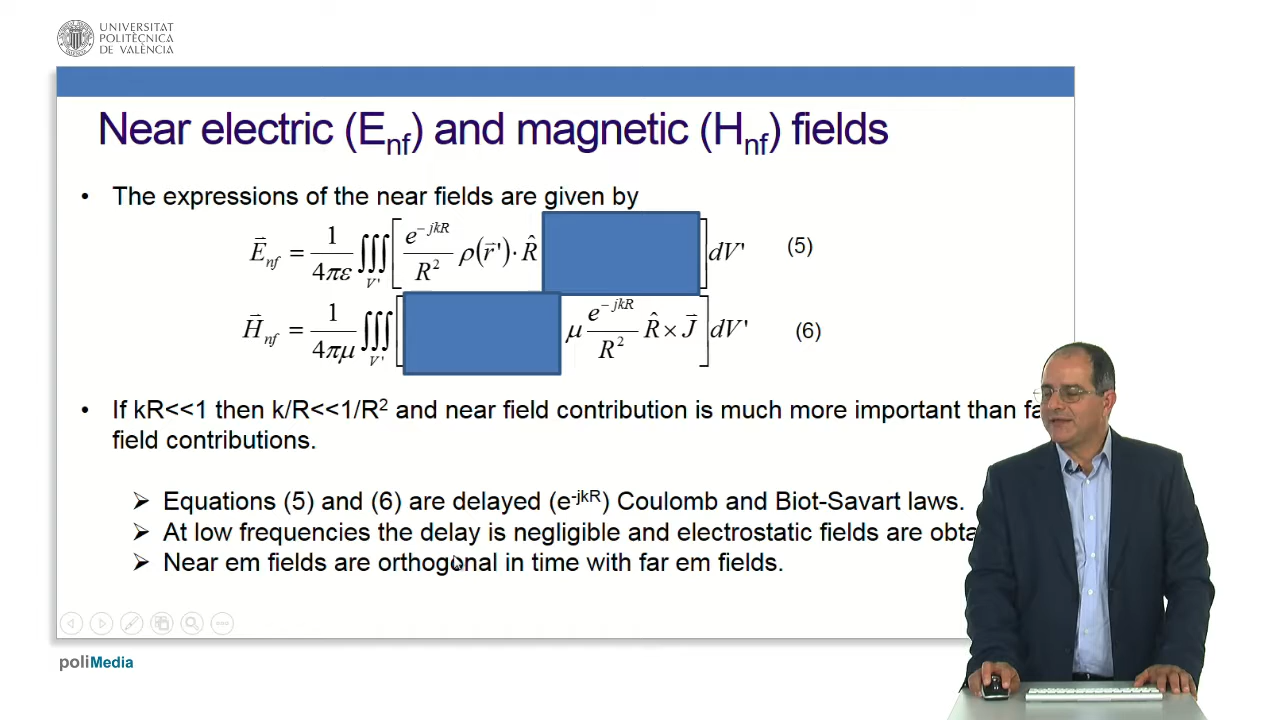 UNIVERSITAT
POLITÈCNICA
DE VALÈNCIA
Near electric (E_nf) and magnetic (H_nf) fields
• The expressions of the near fields are given by
\vec{E}_{nf} = \frac{1}{4\pi\varepsilon} \iiint_{V'} \left[ \frac{e^{-jkR}}{R^2} \rho(\vec{r}') \cdot \hat{R} \right] dV' (5)
\vec{H}_{nf} = \frac{1}{4\pi\mu} \iiint_{V'} \left[ \mu \frac{e^{-jkR}}{R^2} \hat{R} \times \vec{J} \right] dV' (6)
• If kR<<1 then k/R<<1/R² and near field contribution is much more important than
field contributions.
➢ Equations (5) and (6) are delayed (e^{-jkR}) Coulomb and Biot-Savart laws.
➢ At low frequencies the delay is negligible and electrostatic fields are
➢ Near em fields are orthogonal in time with far em fields.
poliMedia